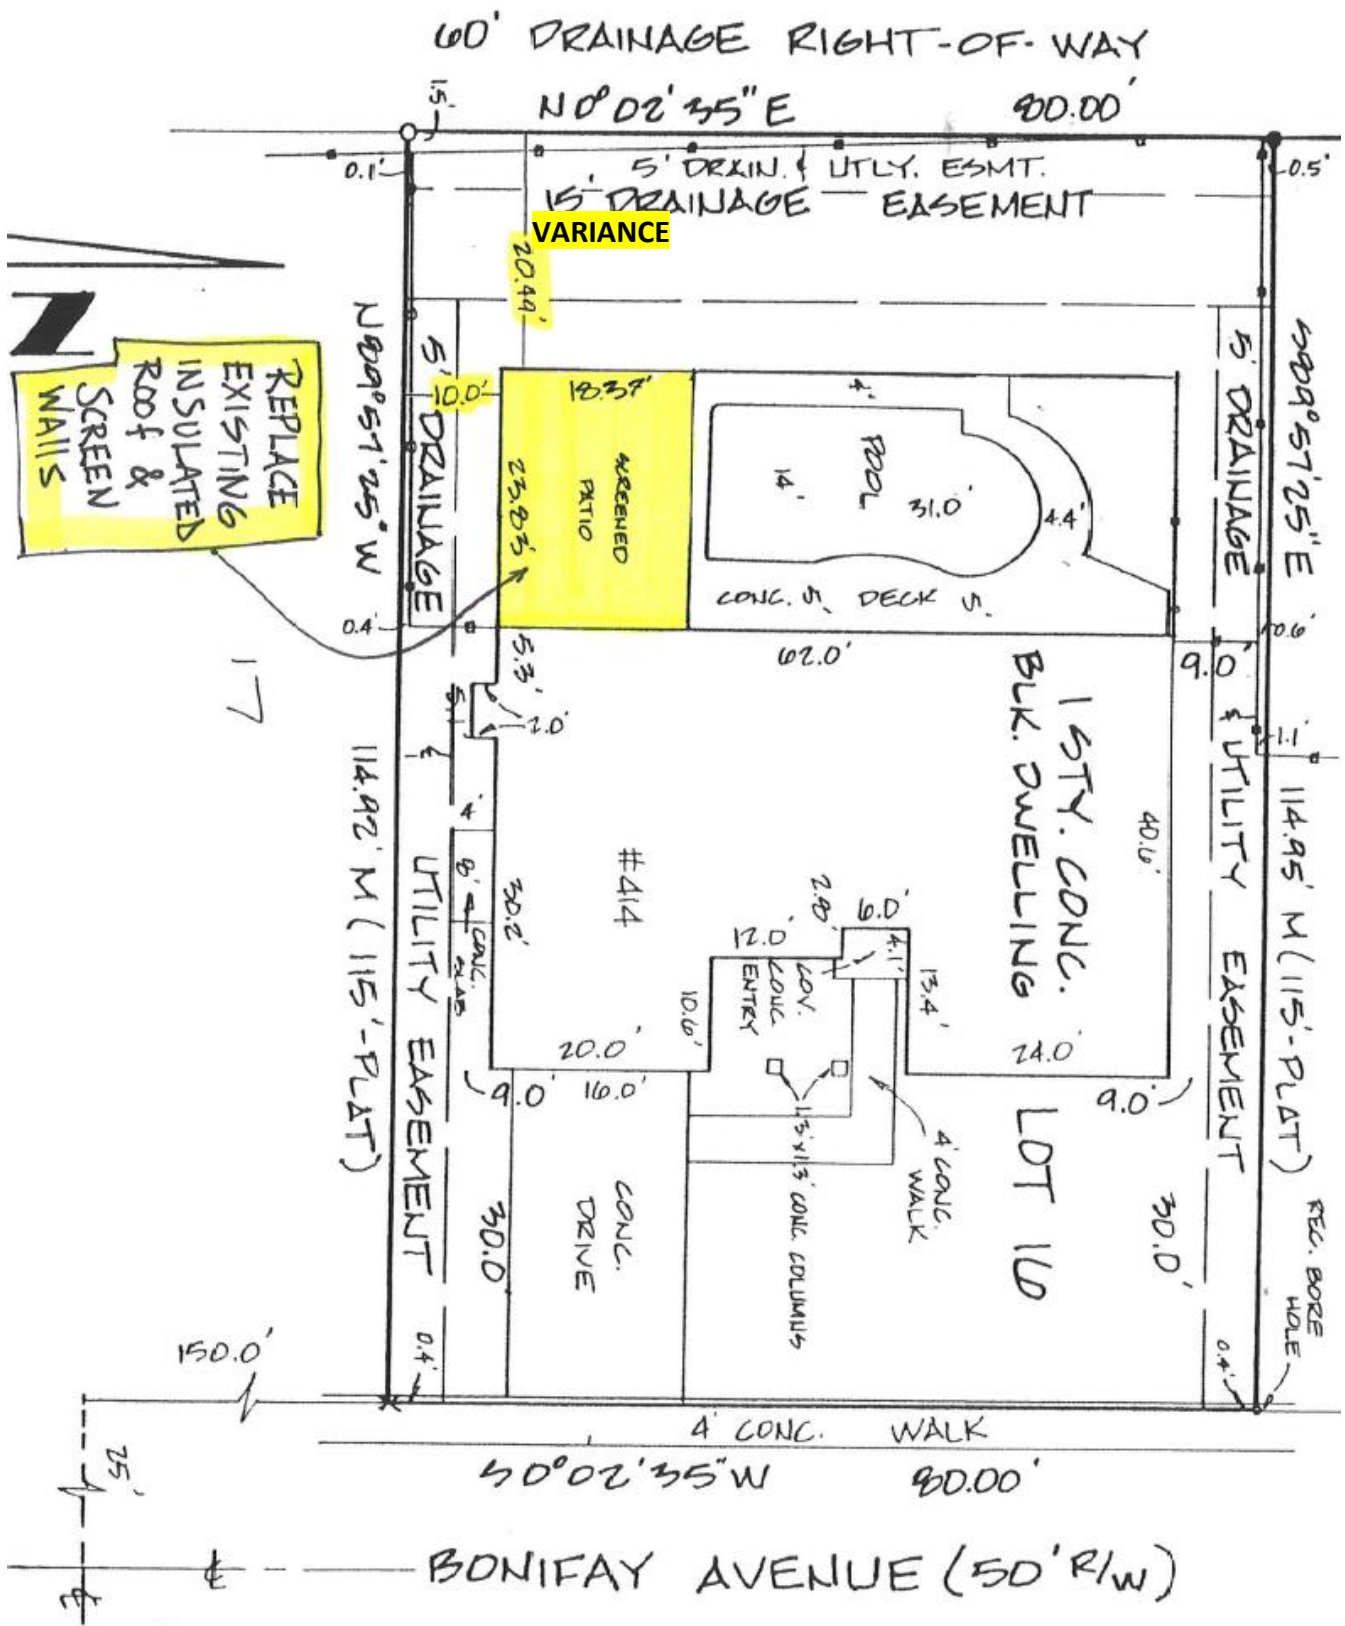 60' DRAINAGE RIGHT-OF-WAY
1.5'
N0°02'35"E 80.00'
0.1'
5' DRAIN. & UTLY. ESMT.
0.5'
15' DRAINAGE EASEMENT
VARIANCE
20.49'
N
REPLACE
EXISTING
INSULATED
ROOF &
SCREEN
WALLS
N89°57'25"W
114.92' M (115'-PLAT)
5' DRAINAGE & UTILITY EASEMENT
10.0'
18.37'
23.83'
SCREENED
PATIO
4'
POOL
14'
31.0'
4.4'
CONC. 5' DECK 5'
5' DRAINAGE & UTILITY EASEMENT
S89°57'25"E
114.95' M (115'-PLAT)
0.4'
0.6'
17
5.3'
62.0'
9.0'
5'
2.0'
1.1'
1 STY. CONC.
BLK. DWELLING
40.6'
4'
8'
CONC.
SLAB
30.2'
#414
2.8'
6.0'
12.0'
4.1'
13.4'
COV.
CONC
ENTRY
10.6'
20.0'
24.0'
9.0'
16.0'
9.0'
1.3'x1.3' CONC. COLUMNS
4' CONC.
WALK
LOT 16
30.0'
CONC.
DRIVE
30.0'
REC. BORE
HOLE
0.4'
0.4'
150.0'
4' CONC. WALK
25'
S0°02'35"W 80.00'
BONIFAY AVENUE (50' R/W)